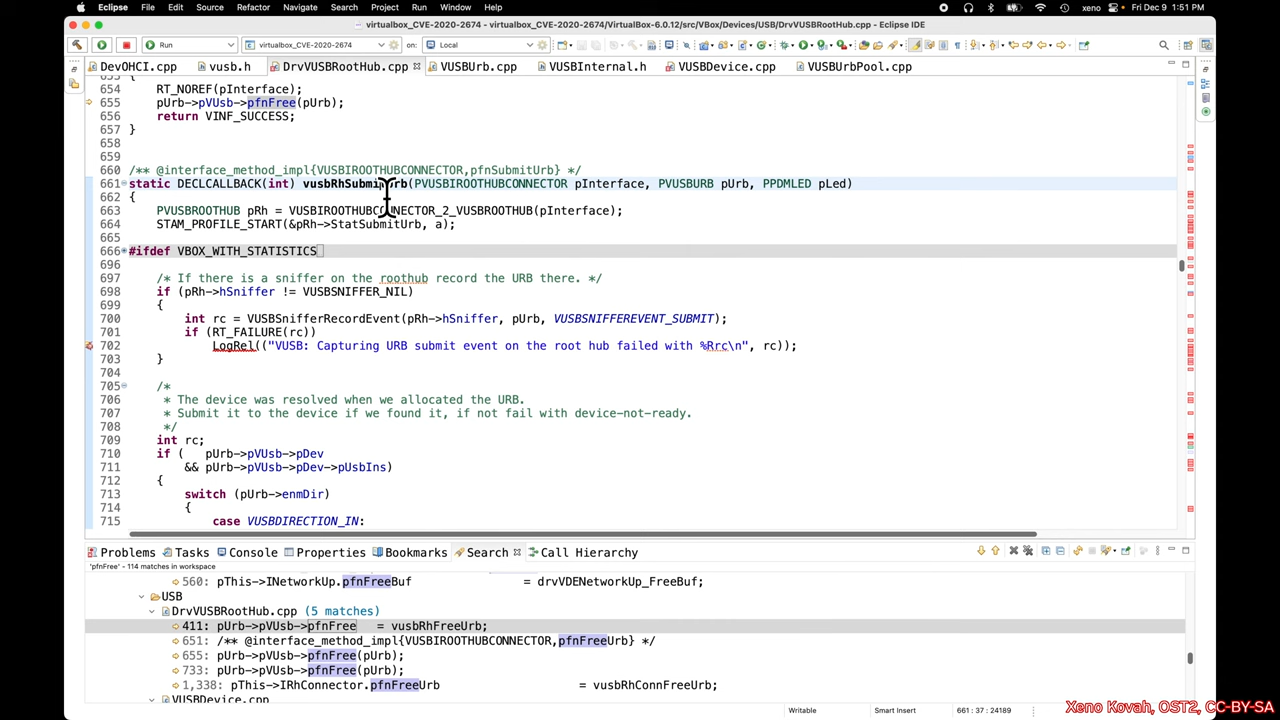 Eclipse File Edit Source Refactor Navigate Search Project Run Window Help xeno Fri Dec 9 1:51 PM
virtualbox_CVE-2020-2674 - virtualbox_CVE-2020-2674/VirtualBox-6.0.12/src/VBox/Devices/USB/DrvVUSBRootHub.cpp - Eclipse IDE
Run virtualbox_CVE-2020-2674 on: Local
DevOHCI.cpp vusb.h DrvVUSBRootHub.cpp VUSBUrb.cpp VUSBInternal.h VUSBDevice.cpp VUSBUrbPool.cpp
653 {
654 RT_NOREF(pInterface);
655 pUrb->pVUsb->pfnFree(pUrb);
656 return VINF_SUCCESS;
657 }
658
659
660 /** @interface_method_impl{VUSBIROOTHUBCONNECTOR,pfnSubmitUrb} */
661 static DECLCALLBACK(int) vusbRhSubmitUrb(PVUSBIROOTHUBCONNECTOR pInterface, PVUSBURB pUrb, PPDMLED pLed)
662 {
663 PVUSBROOTHUB pRh = VUSBIROOTHUBCONNECTOR_2_VUSBROOTHUB(pInterface);
664 STAM_PROFILE_START(&pRh->StatSubmitUrb, a);
665
666 #ifdef VBOX_WITH_STATISTICS
696
697 /* If there is a sniffer on the roothub record the URB there. */
698 if (pRh->hSniffer != VUSBSNIFFER_NIL)
699 {
700 int rc = VUSBSnifferRecordEvent(pRh->hSniffer, pUrb, VUSBSNIFFEREVENT_SUBMIT);
701 if (RT_FAILURE(rc))
702 LogRel(("VUSB: Capturing URB submit event on the root hub failed with %Rrc\n", rc));
703 }
704
705 /*
706 * The device was resolved when we allocated the URB.
707 * Submit it to the device if we found it, if not fail with device-not-ready.
708 */
709 int rc;
710 if ( pUrb->pVUsb->pDev
711 && pUrb->pVUsb->pDev->pUsbIns)
712 {
713 switch (pUrb->enmDir)
714 {
715 case VUSBDIRECTION_IN:
Problems Tasks Console Properties Bookmarks Search Call Hierarchy
'pfnFree' - 114 matches in workspace
560: pThis->INetworkUp.pfnFreeBuf = drvVDENetworkUp_FreeBuf;
USB
DrvVUSBRootHub.cpp (5 matches)
411: pUrb->pVUsb->pfnFree = vusbRhFreeUrb;
651: /** @interface_method_impl{VUSBIROOTHUBCONNECTOR,pfnFreeUrb} */
655: pUrb->pVUsb->pfnFree(pUrb);
733: pUrb->pVUsb->pfnFree(pUrb);
1,338: pThis->IRhConnector.pfnFreeUrb = vusbRhConnFreeUrb;
VUSBDevice.cpp
Writable Smart Insert 661 : 37 : 24189
Xeno Kovah, OST2, CC-BY-SA